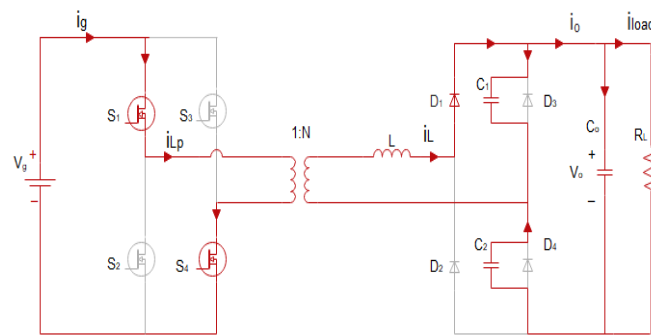 ig
io
iload
S1
S3
iLp
1:N
L
iL
D1
C1
D3
Vg
+
−
Co
Vo
+
−
RL
S2
S4
D2
C2
D4